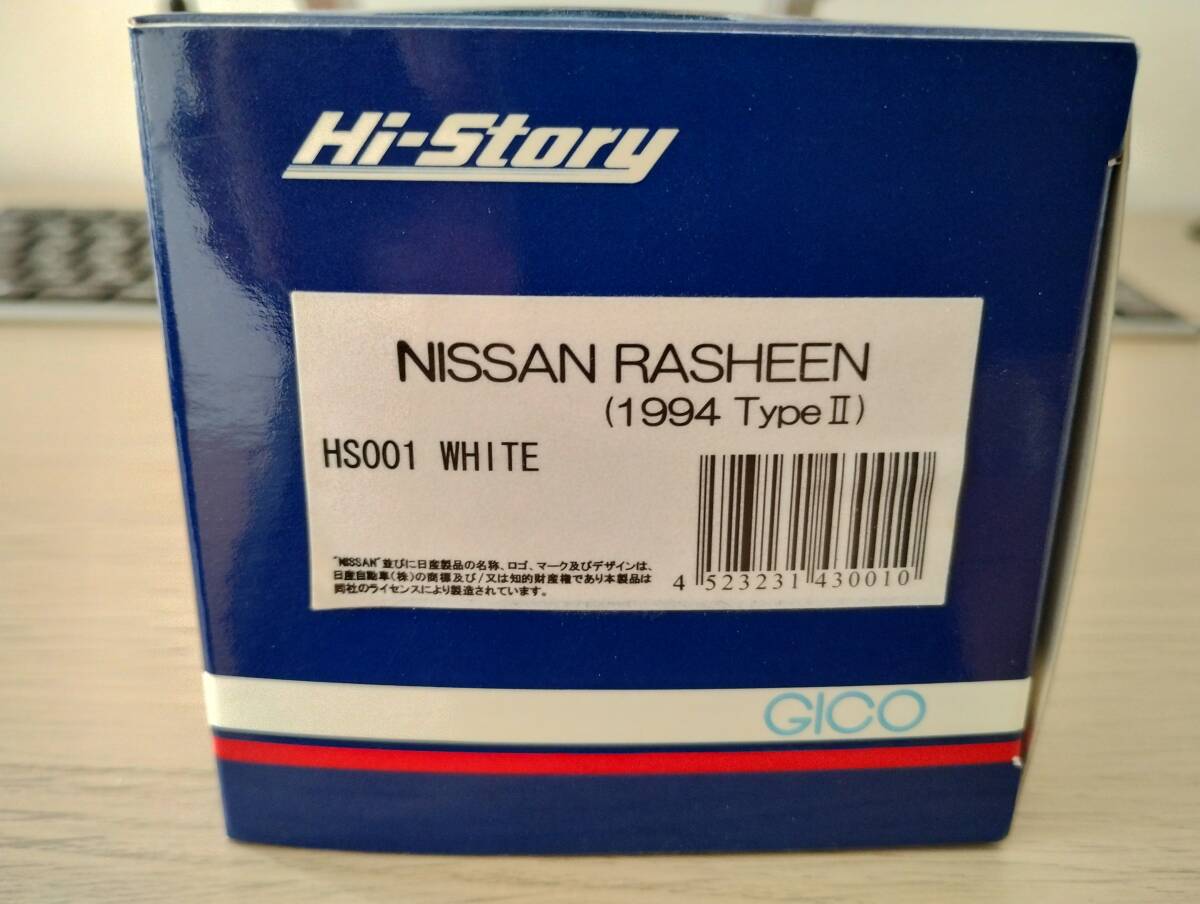 Hi-Story
NISSAN RASHEEN
(1994 TypeⅡ)
HS001 WHITE
"NISSAN"並びに日産製品の名称、ロゴ、マーク及びデザインは、
日産自動車(株)の商標及び/又は知的財産権であり本製品は
同社のライセンスにより製造されています。
4 523231 430010
GICO